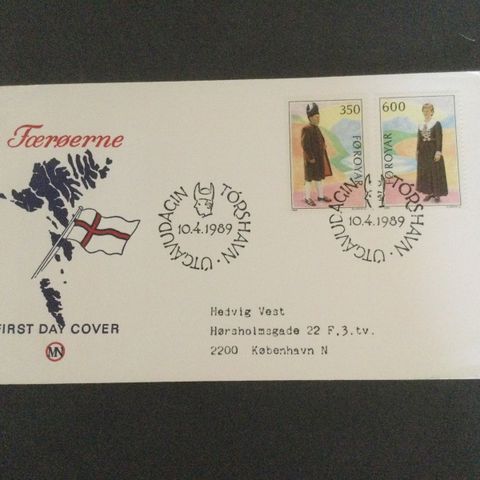 Færøerne
350
FØROYAR
600
FØROYAR
TÓRSHAVN · ÚTGÁVUDAGIN
10.4.1989
TÓRSHAVN · ÚTGÁVUDAGIN
10.4.1989
Hedvig Vest
Hørsholmsgade 22 F.3.tv.
2200 København N
FIRST DAY COVER
MN